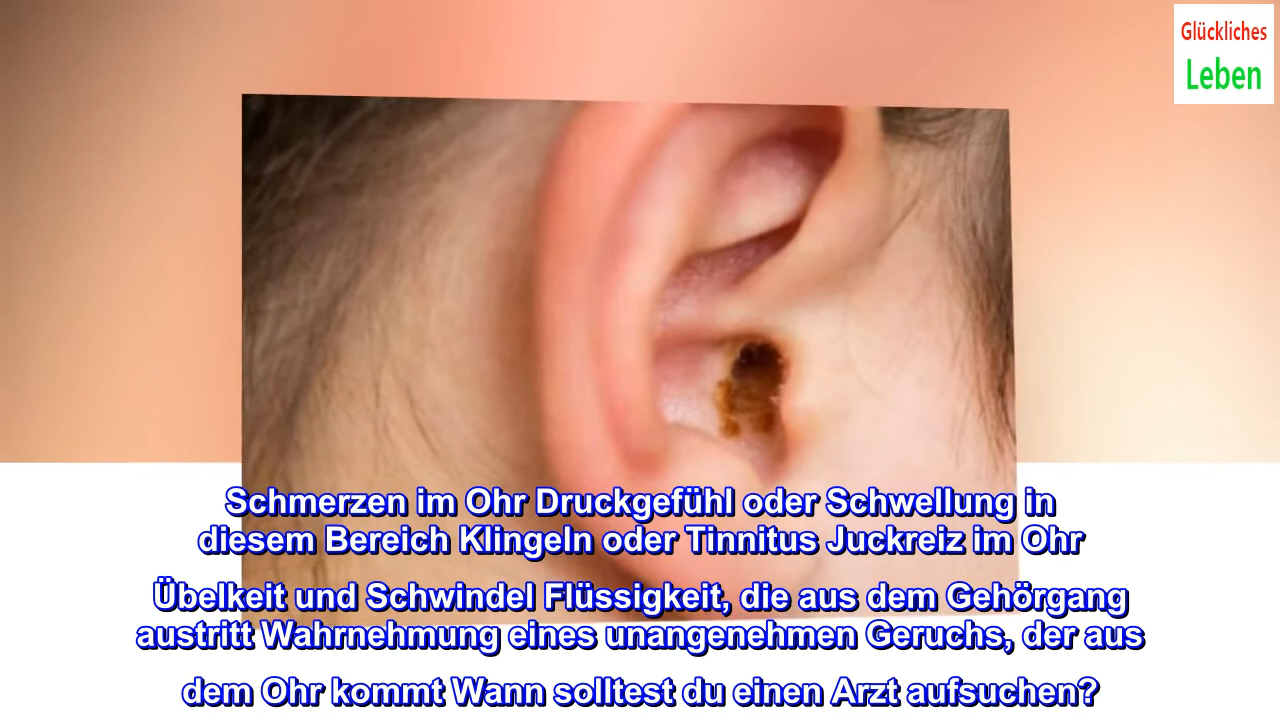 Glückliches
Leben
Schmerzen im Ohr Druckgefühl oder Schwellung in
diesem Bereich Klingeln oder Tinnitus Juckreiz im Ohr
Übelkeit und Schwindel Flüssigkeit, die aus dem Gehörgang
austritt Wahrnehmung eines unangenehmen Geruchs, der aus
dem Ohr kommt Wann solltest du einen Arzt aufsuchen?